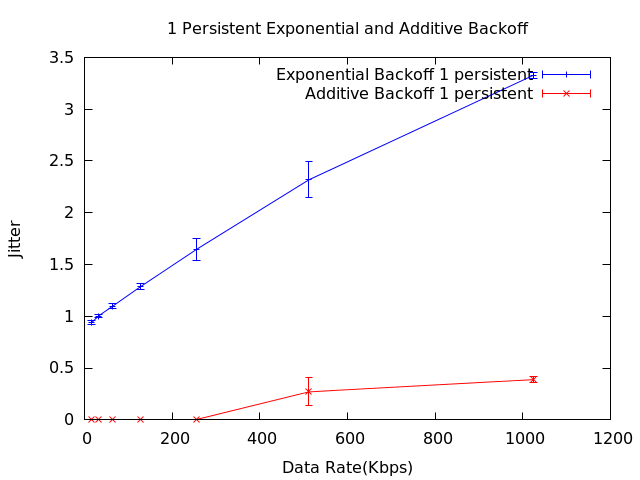 1 Persistent Exponential and Additive Backoff
Exponential Backoff 1 persistent
Additive Backoff 1 persistent
3.5
3
2.5
2
1.5
1
0.5
0
Jitter
0 200 400 600 800 1000 1200
Data Rate(Kbps)